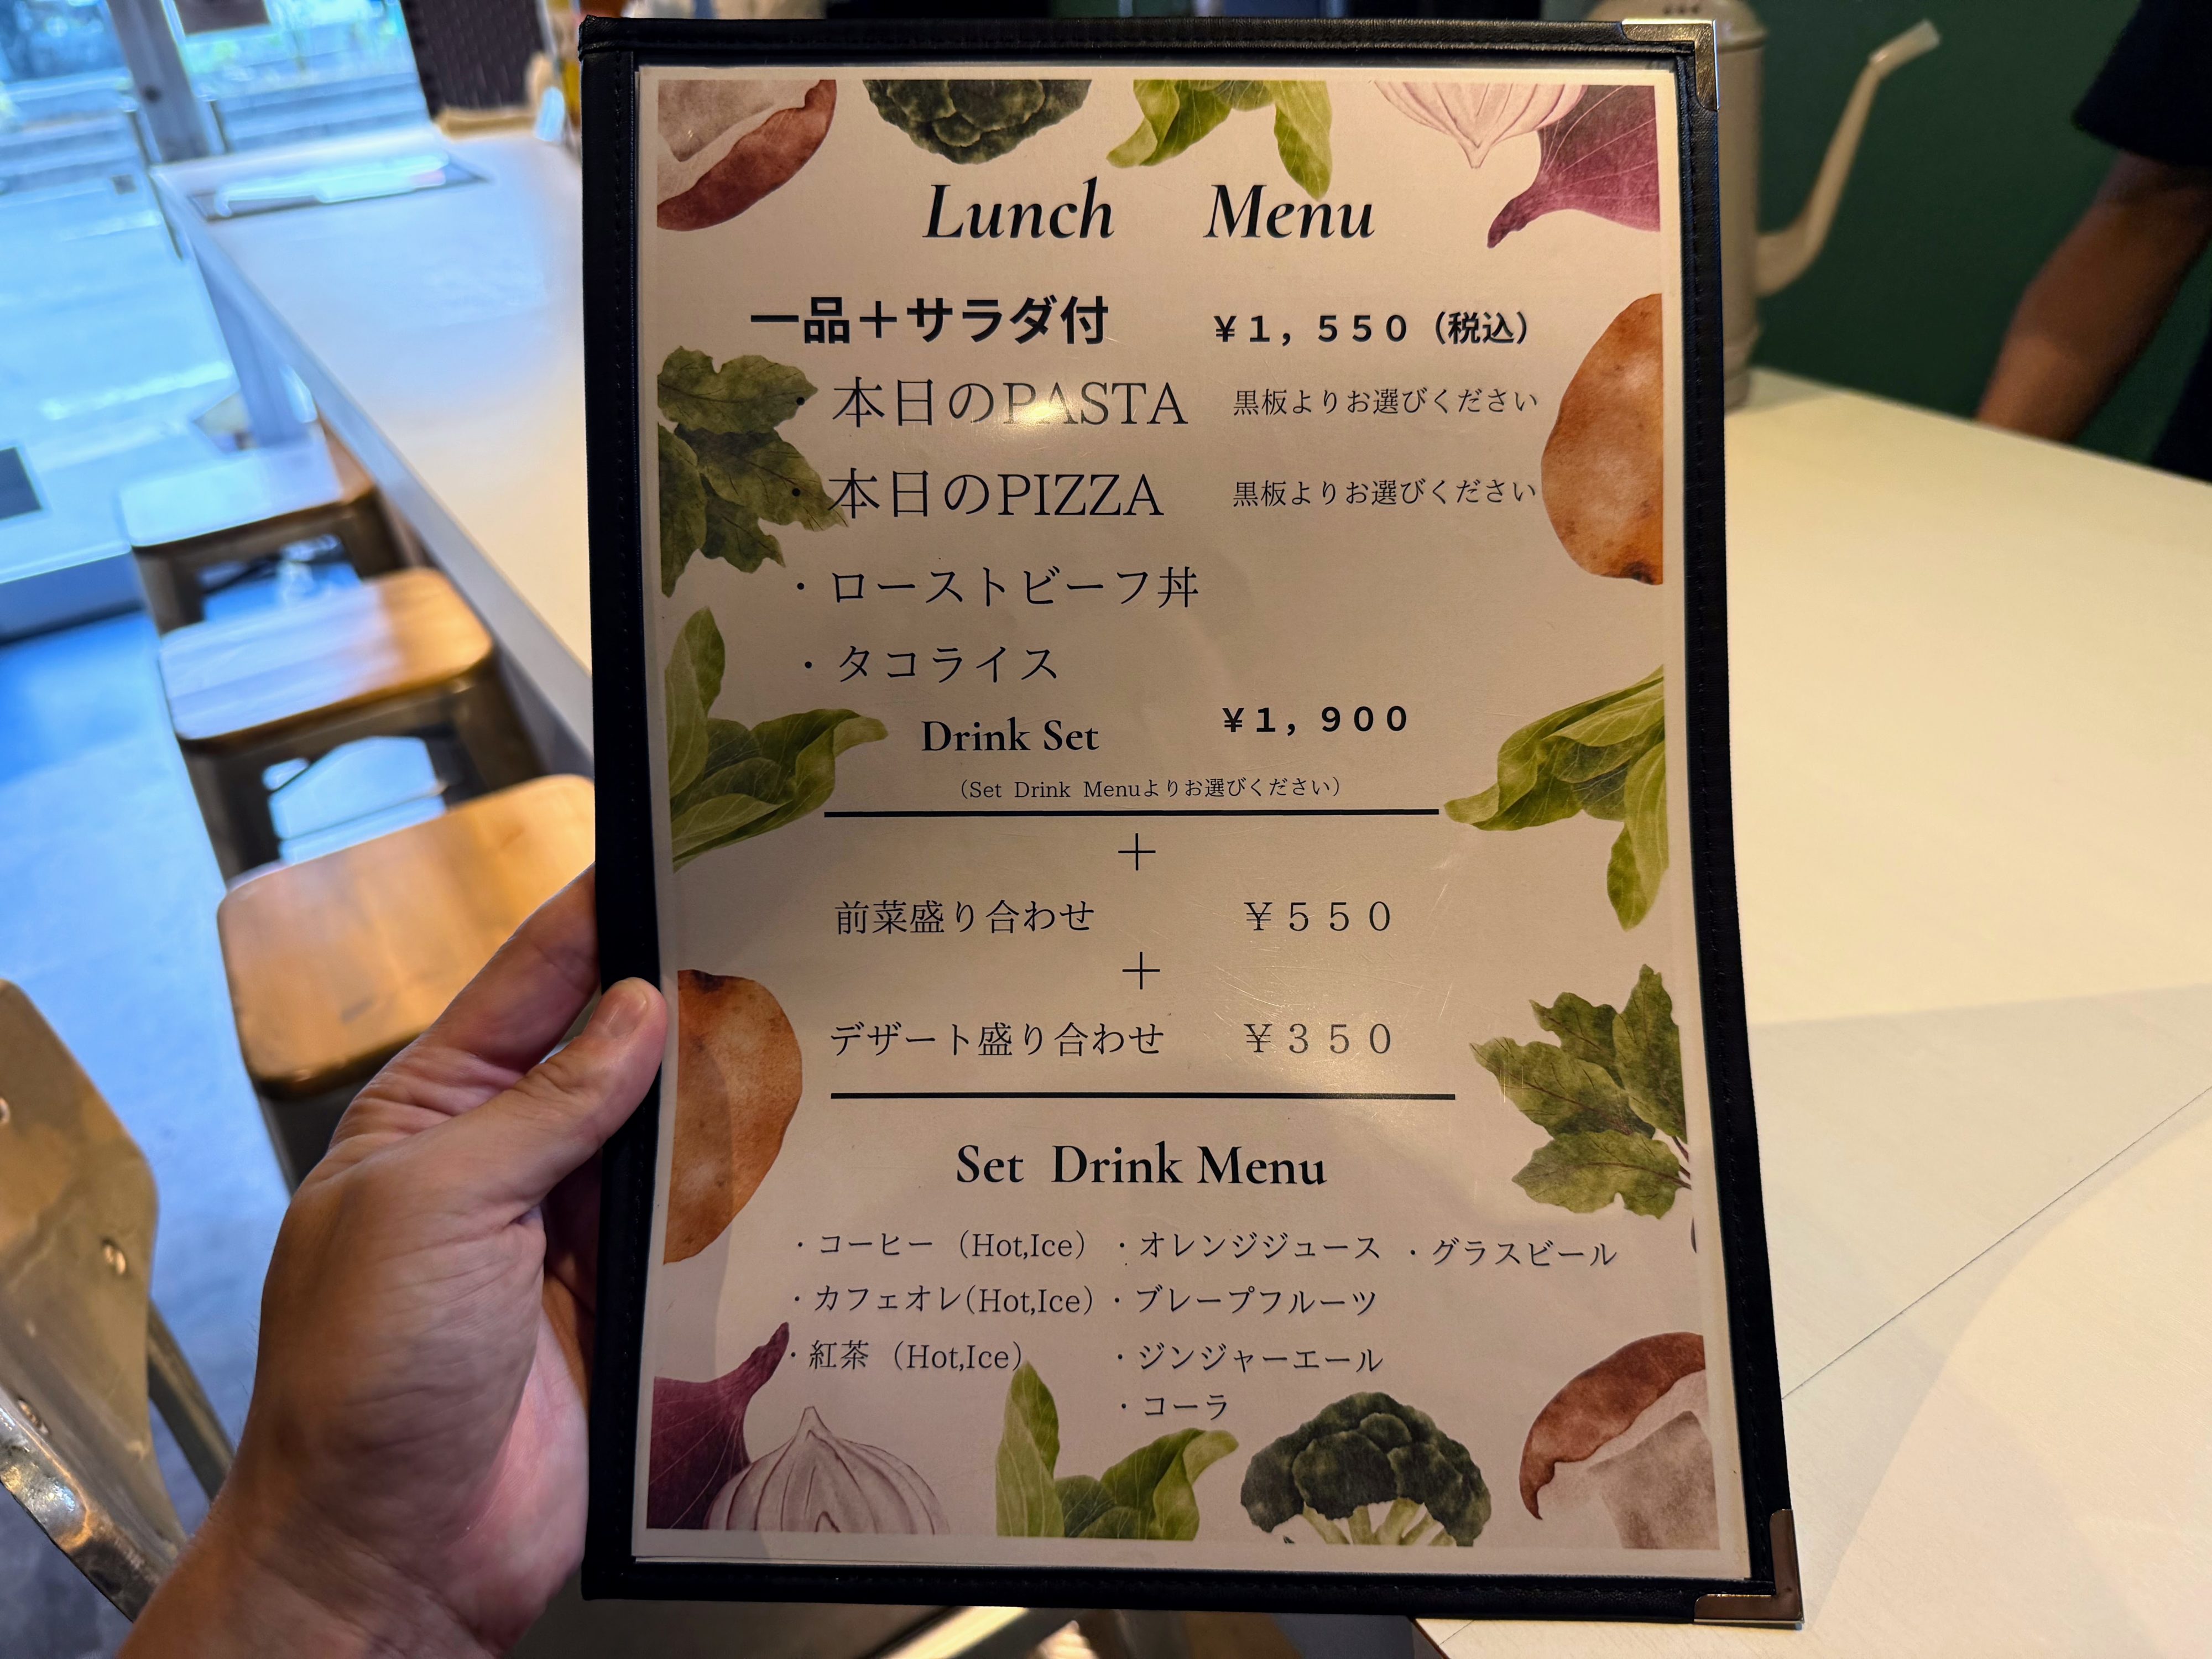 Lunch Menu
一品＋サラダ付 ￥１，５５０（税込）
・本日のPASTA 黒板よりお選びください
・本日のPIZZA 黒板よりお選びください
・ローストビーフ丼
・タコライス
Drink Set ￥１，９００
（Set Drink Menuよりお選びください）
＋
前菜盛り合わせ ￥５５０
＋
デザート盛り合わせ ￥３５０
Set Drink Menu
・コーヒー（Hot,Ice）・オレンジジュース ・グラスビール
・カフェオレ(Hot,Ice）・ブレープフルーツ
・紅茶（Hot,Ice） ・ジンジャーエール
・コーラ